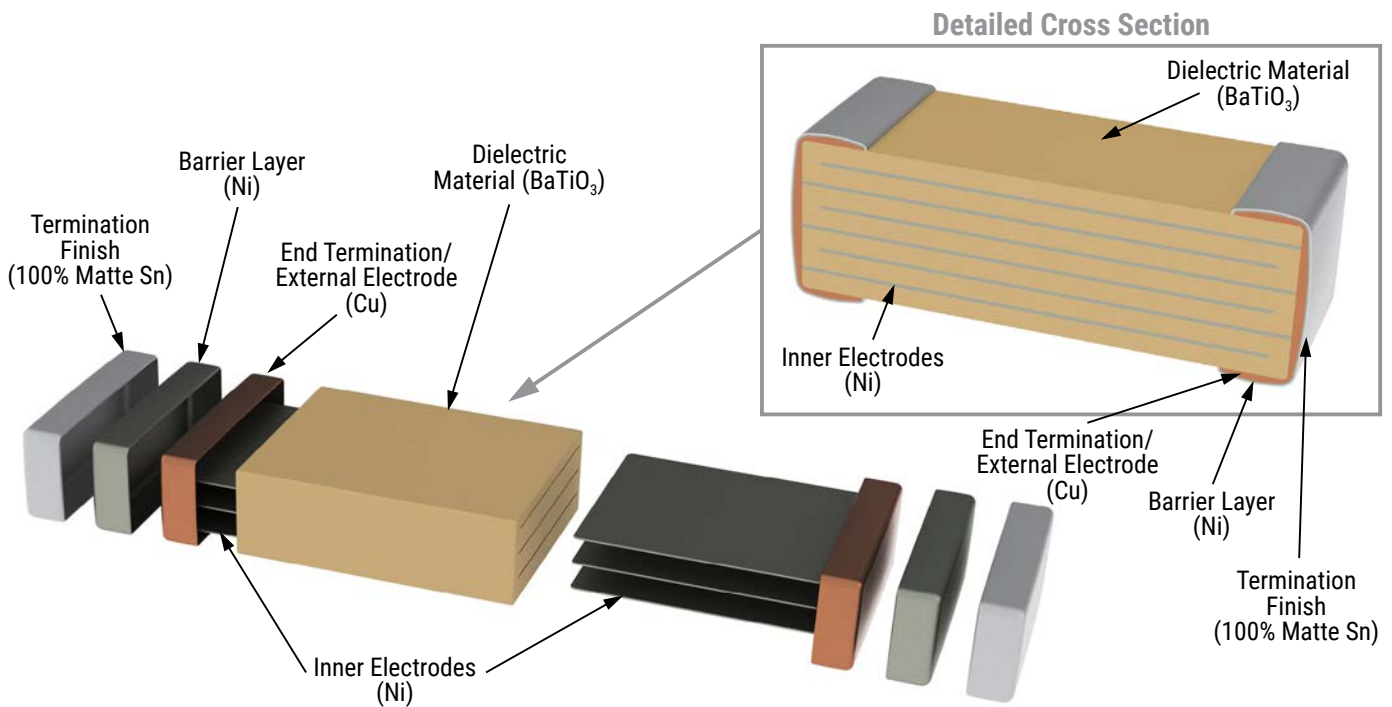 Detailed Cross Section
Dielectric Material
(BaTiO₃)
Inner Electrodes
(Ni)
End Termination/
External Electrode
(Cu)
Barrier Layer
(Ni)
Termination
Finish
(100% Matte Sn)
Termination
Finish
(100% Matte Sn)
Barrier Layer
(Ni)
End Termination/
External Electrode
(Cu)
Dielectric
Material (BaTiO₃)
Inner Electrodes
(Ni)